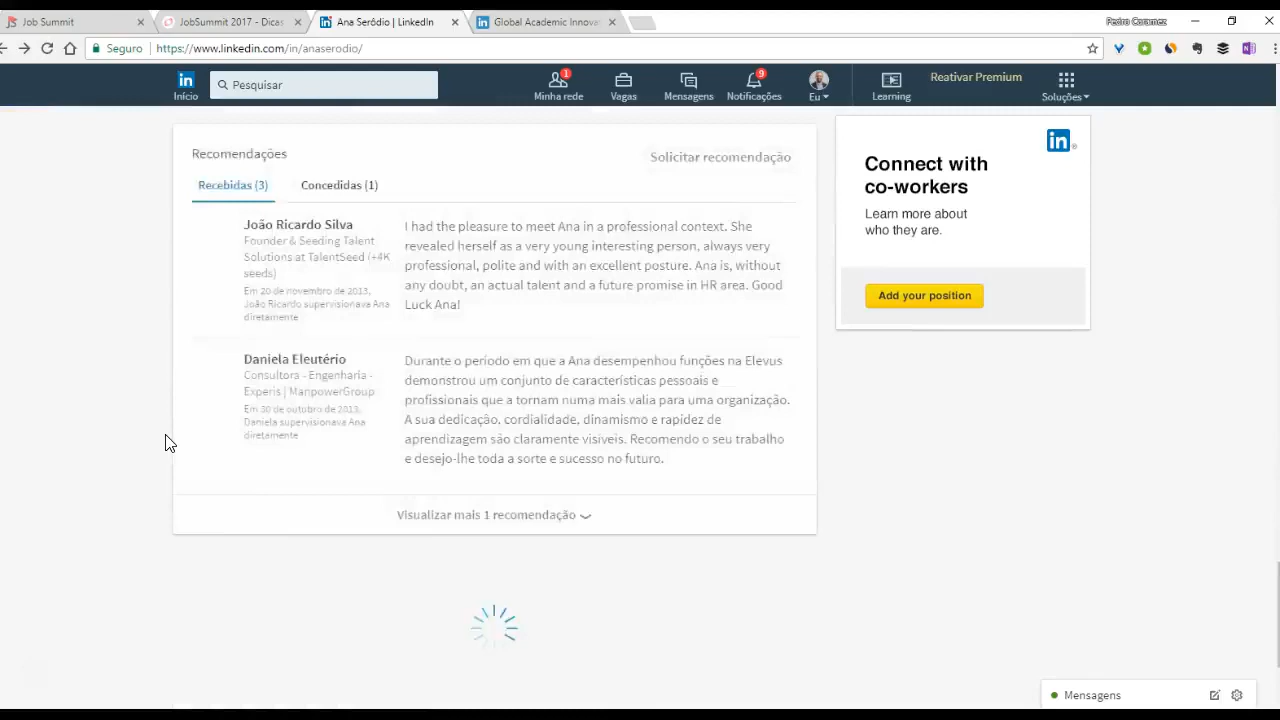 Job Summit
JobSummit 2017 - Dicas
Ana Seródio | LinkedIn
Global Academic Innovat
Pedro Caramez
Seguro
https://www.linkedin.com/in/anaserodio/
in
Início
Pesquisar
1
Minha rede
Vagas
Mensagens
9
Notificações
Eu
Learning
Reativar Premium
Soluções
Recomendações
Solicitar recomendação
Recebidas (3)
Concedidas (1)
João Ricardo Silva
Founder & Seeding Talent
Solutions at TalentSeed (+4K
seeds)
Em 20 de novembro de 2013,
João Ricardo supervisionava Ana
diretamente
I had the pleasure to meet Ana in a professional context. She
revealed herself as a very young interesting person, always very
professional, polite and with an excellent posture. Ana is, without
any doubt, an actual talent and a future promise in HR area. Good
Luck Ana!
Daniela Eleutério
Consultora - Engenharia -
Experis | ManpowerGroup
Em 30 de outubro de 2013,
Daniela supervisionava Ana
diretamente
Durante o período em que a Ana desempenhou funções na Elevus
demonstrou um conjunto de características pessoais e
profissionais que a tornam numa mais valia para uma organização.
A sua dedicação, cordialidade, dinamismo e rapidez de
aprendizagem são claramente visiveis. Recomendo o seu trabalho
e desejo-lhe toda a sorte e sucesso no futuro.
Visualizar mais 1 recomendação
in
Connect with
co-workers
Learn more about
who they are.
Add your position
Mensagens